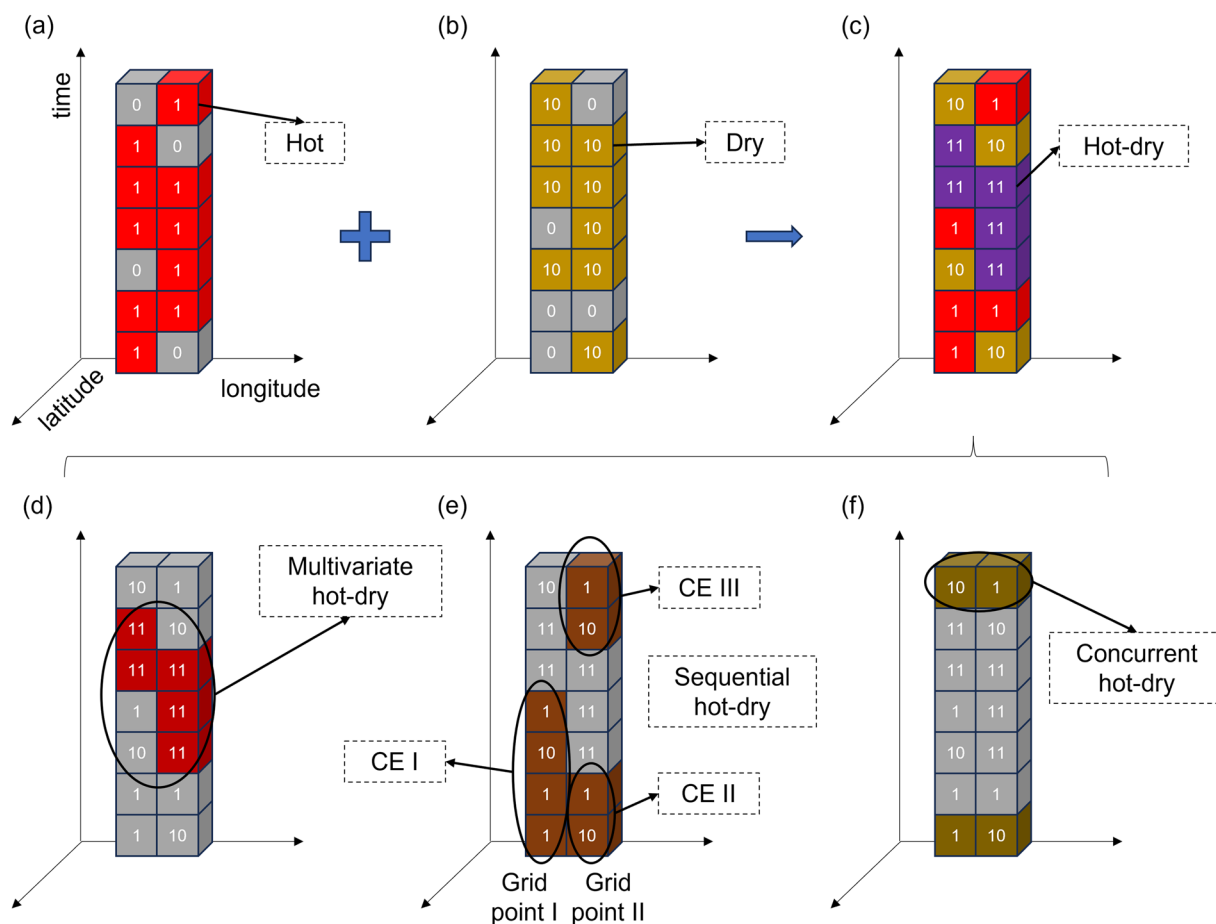 (a)
(b)
(c)
time
0 1
1 0
1 1
1 1
0 1
1 1
1 0
Hot
latitude
longitude
10 0
10 10
10 10
0 10
10 10
0 0
0 10
Dry
10 1
11 10
11 11
1 11
10 11
1 1
1 10
Hot-dry
(d)
(e)
(f)
10 1
11 10
11 11
1 11
10 11
1 1
1 10
Multivariate
hot-dry
10 1
11 10
11 11
1 11
10 11
1 1
1 10
CE III
Sequential
hot-dry
CE I
CE II
Grid
point I
Grid
point II
10 1
11 10
11 11
1 11
10 11
1 1
1 10
Concurrent
hot-dry